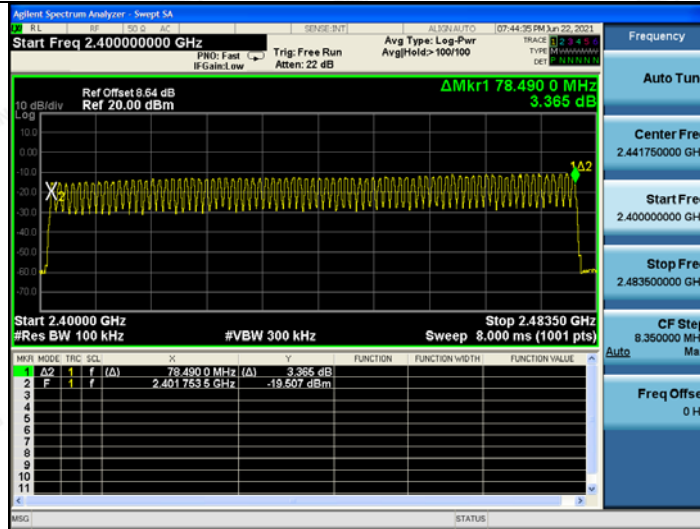 Agilent Spectrum Analyzer - Swept SA
RL RF 50 Ω AC SENSE:INT ALIGNAUTO 07:44:35 PM Jun 22, 2021
Start Freq 2.400000000 GHz
PNO: Fast
IFGain:Low
Trig: Free Run
Atten: 22 dB
Avg Type: Log-Pwr
Avg|Hold:>100/100
TRACE 1 2 3 4 5 6
TYPE M
DET P N N N N N
ΔMkr1 78.490 0 MHz
3.365 dB
Ref Offset 8.64 dB
10 dB/div Ref 20.00 dBm
Log
10.0
0.00
-10.0
-20.0
-30.0
-40.0
-50.0
-60.0
-70.0
2
1Δ2
Start 2.40000 GHz
Stop 2.48350 GHz
#Res BW 100 kHz
#VBW 300 kHz
Sweep 8.000 ms (1001 pts)
MKR MODE TRC SCL X Y FUNCTION FUNCTION WIDTH FUNCTION VALUE
1 Δ2 1 f (Δ) 78.490 0 MHz (Δ) 3.365 dB
2 F 1 f 2.401 753 5 GHz -19.507 dBm
3
4
5
6
7
8
9
10
11
MSG
STATUS
Frequency
Auto Tun
Center Fre
2.441750000 GH
Start Fre
2.400000000 GH
Stop Fre
2.483500000 GH
CF Ste
8.350000 MH
Auto Ma
Freq Offse
0 H